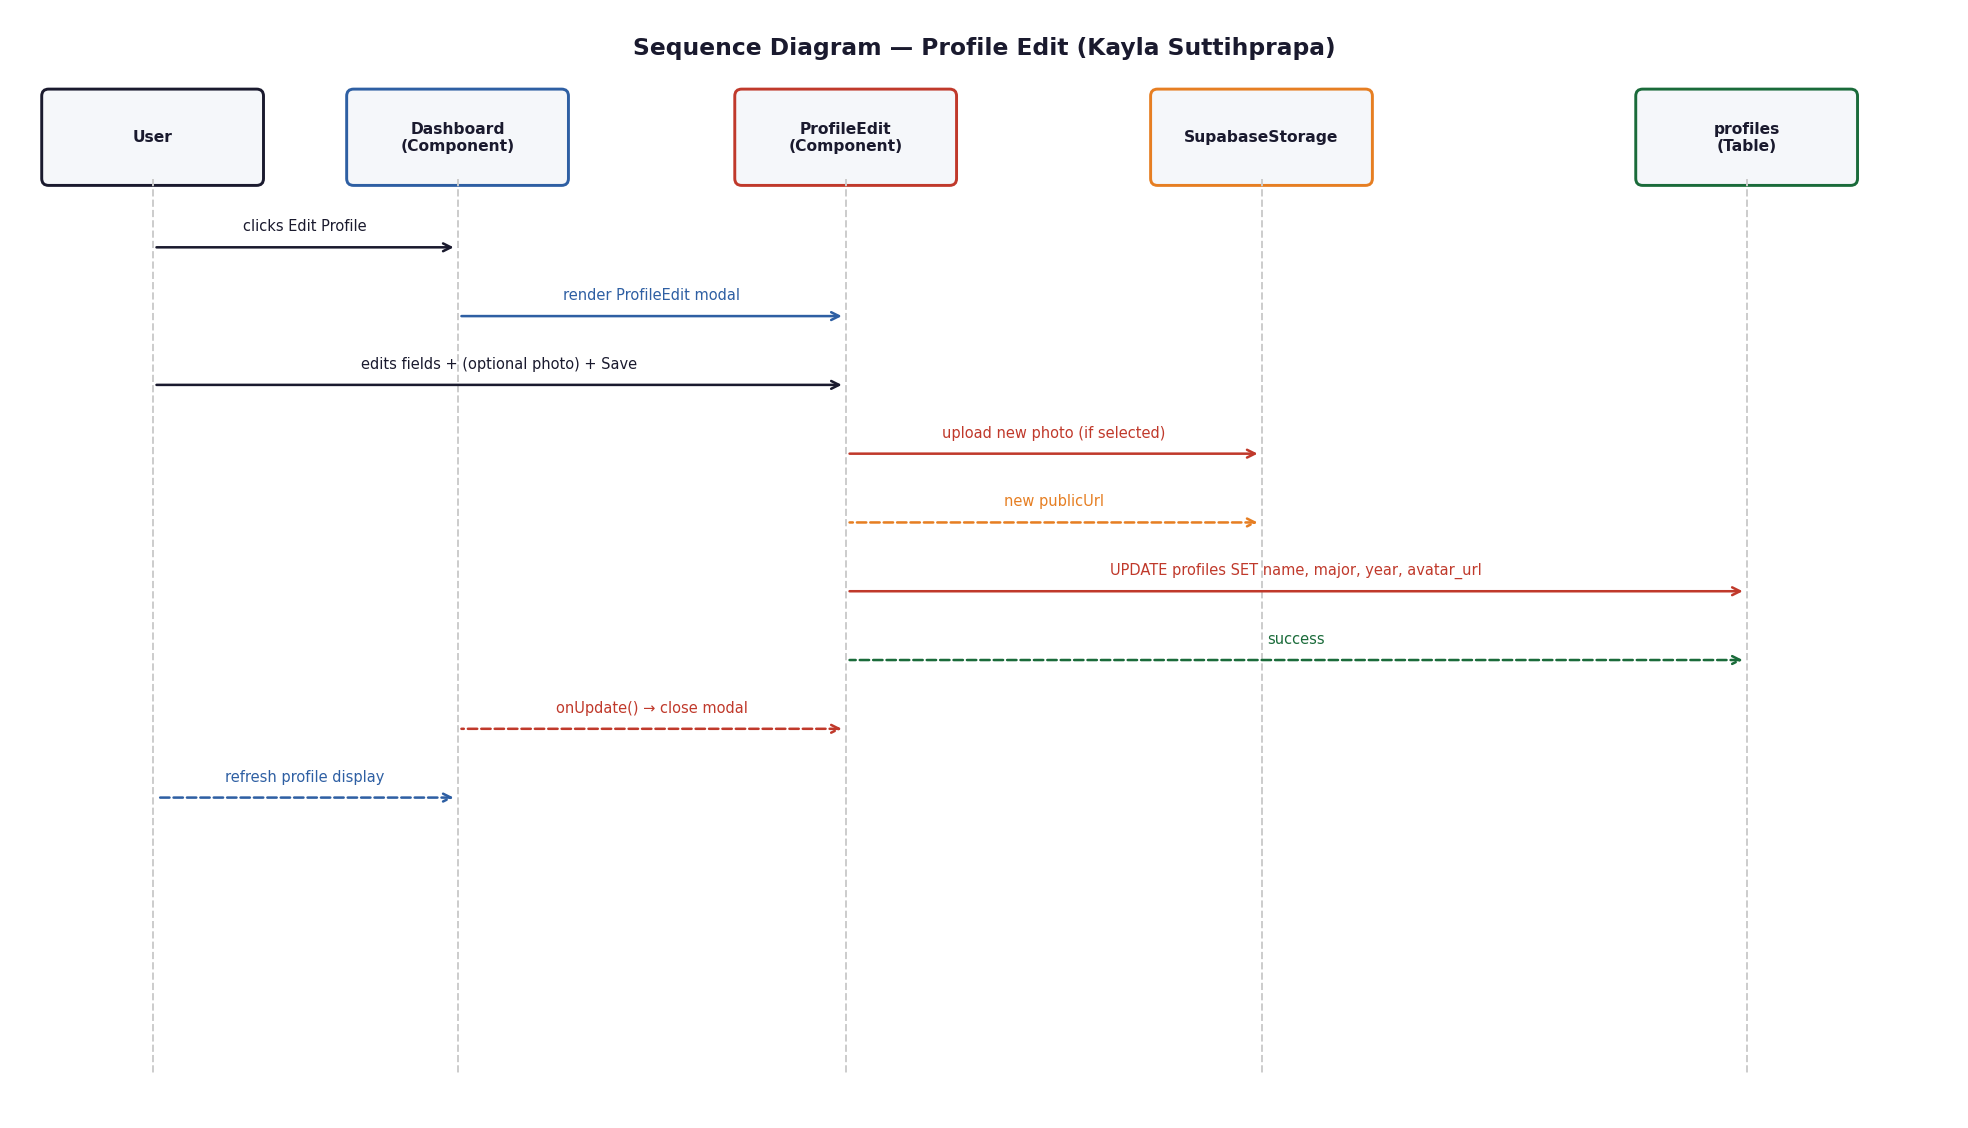 Sequence Diagram — Profile Edit (Kayla Suttihprapa)
User
Dashboard
(Component)
ProfileEdit
(Component)
SupabaseStorage
profiles
(Table)
clicks Edit Profile
render ProfileEdit modal
edits fields + (optional photo) + Save
upload new photo (if selected)
new publicUrl
UPDATE profiles SET name, major, year, avatar_url
success
onUpdate() → close modal
refresh profile display